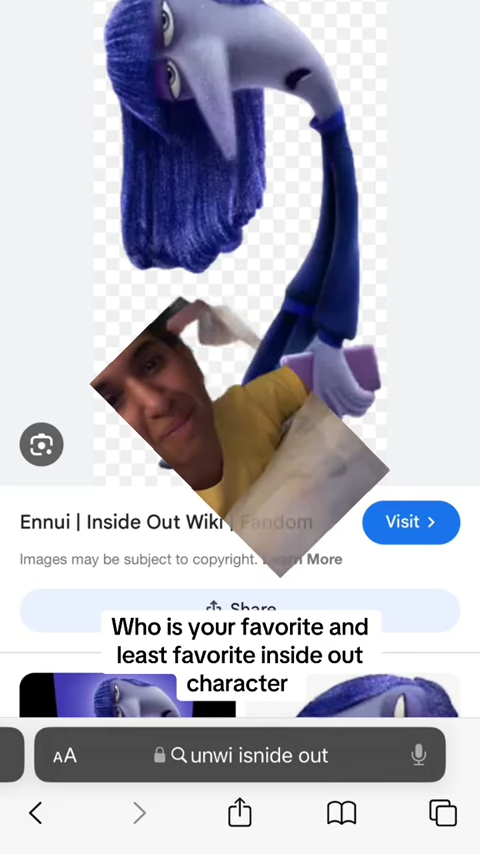 Ennui | Inside Out Wiki | Fandom
Visit
Images may be subject to copyright. Learn More
Share
Who is your favorite and
least favorite inside out
character
AA
unwi isnide out